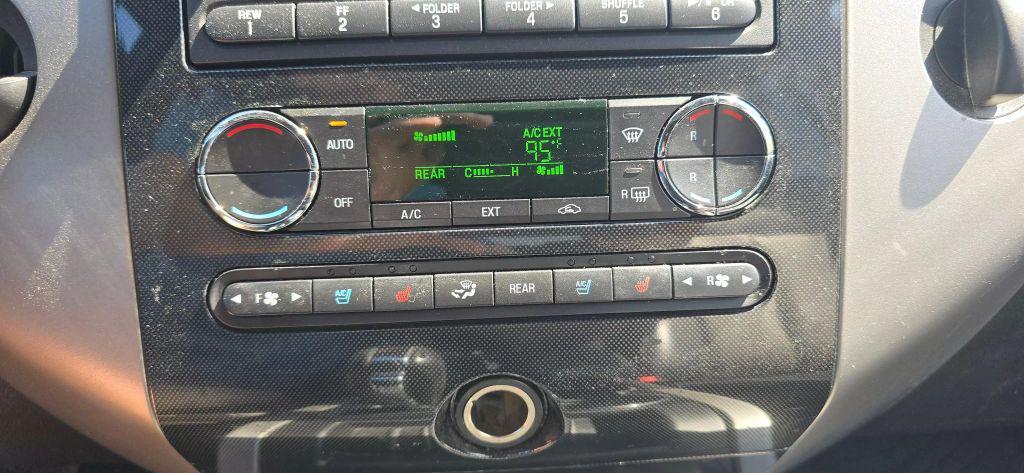 REW FF ◄ FOLDER FOLDER ► SHUFFLE
1 2 3 4 5 6
AUTO
OFF
A/C EXT
95°F
REAR C H
A/C EXT
R
R
R
◄ F ► A/C REAR A/C ◄ R ►